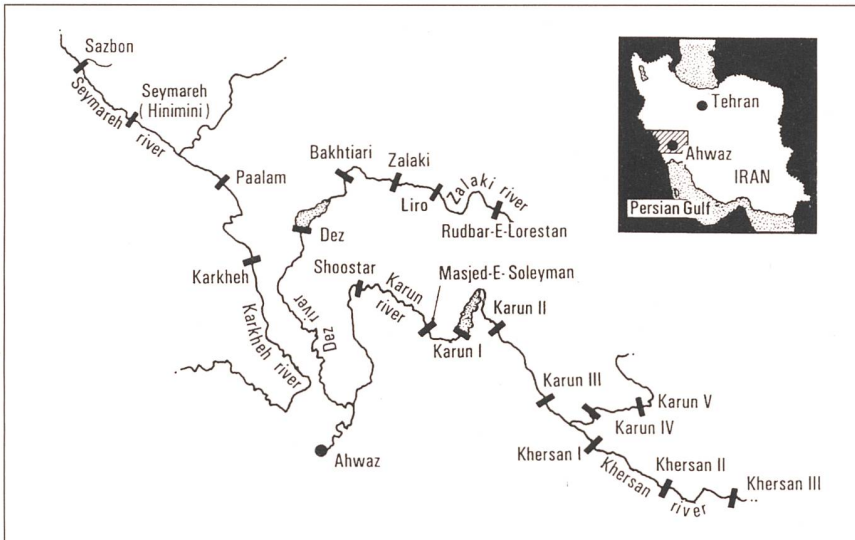 Sazbon
Seymareh
(Hinimini)
Seymareh
river
Paalam
Karkheh
Karkheh river
Bakhtiari
Zalaki
Liro
Zalaki river
Rudbar-E-Lorestan
Dez
Dez river
Shoostar
Karun
river
Masjed-E-Soleyman
Karun I
Karun II
Karun III
Karun V
Karun IV
Khersan I
Khersan
river
Khersan II
Khersan III
Ahwaz
Tehran
Ahwaz
IRAN
Persian Gulf